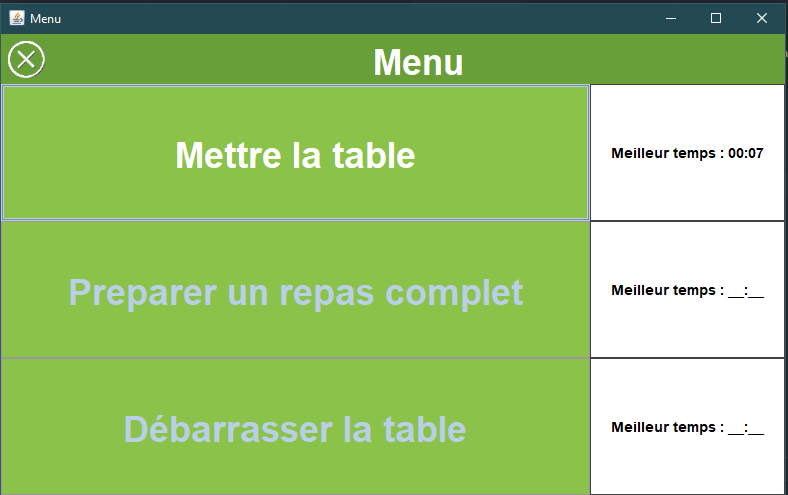 Menu
Menu
Mettre la table
Meilleur temps : 00:07
Preparer un repas complet
Meilleur temps : __:__
Débarrasser la table
Meilleur temps : __:__